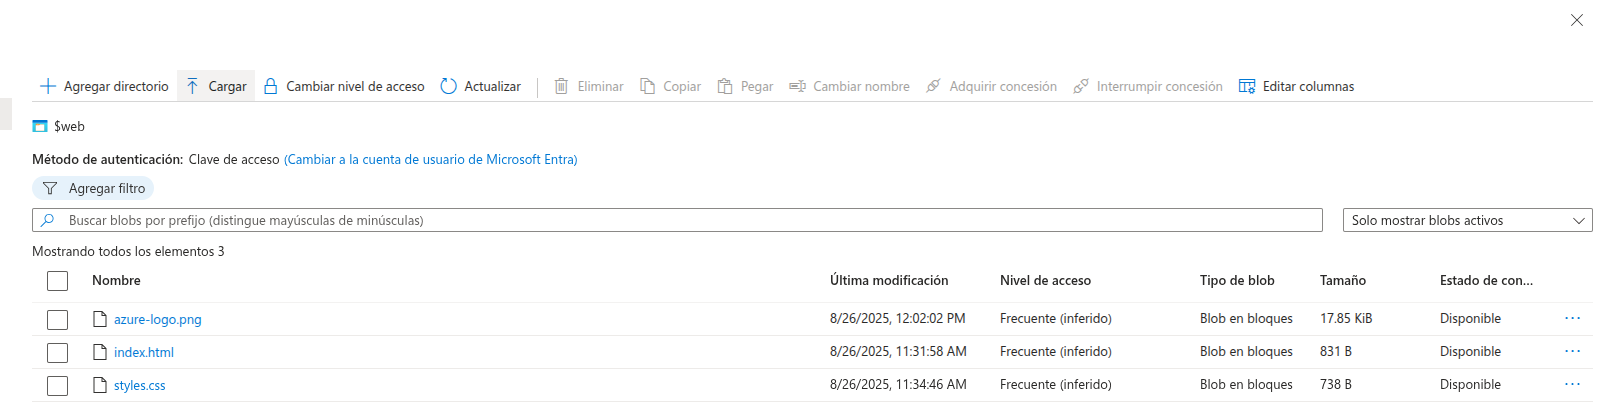 Agregar directorio Cargar Cambiar nivel de acceso Actualizar Eliminar Copiar Pegar Cambiar nombre Adquirir concesión Interrumpir concesión Editar columnas
$web
Método de autenticación: Clave de acceso (Cambiar a la cuenta de usuario de Microsoft Entra)
Agregar filtro
Buscar blobs por prefijo (distingue mayúsculas de minúsculas) Solo mostrar blobs activos
Mostrando todos los elementos 3
Nombre Última modificación Nivel de acceso Tipo de blob Tamaño Estado de con...
azure-logo.png 8/26/2025, 12:02:02 PM Frecuente (inferido) Blob en bloques 17.85 KiB Disponible
index.html 8/26/2025, 11:31:58 AM Frecuente (inferido) Blob en bloques 831 B Disponible
styles.css 8/26/2025, 11:34:46 AM Frecuente (inferido) Blob en bloques 738 B Disponible